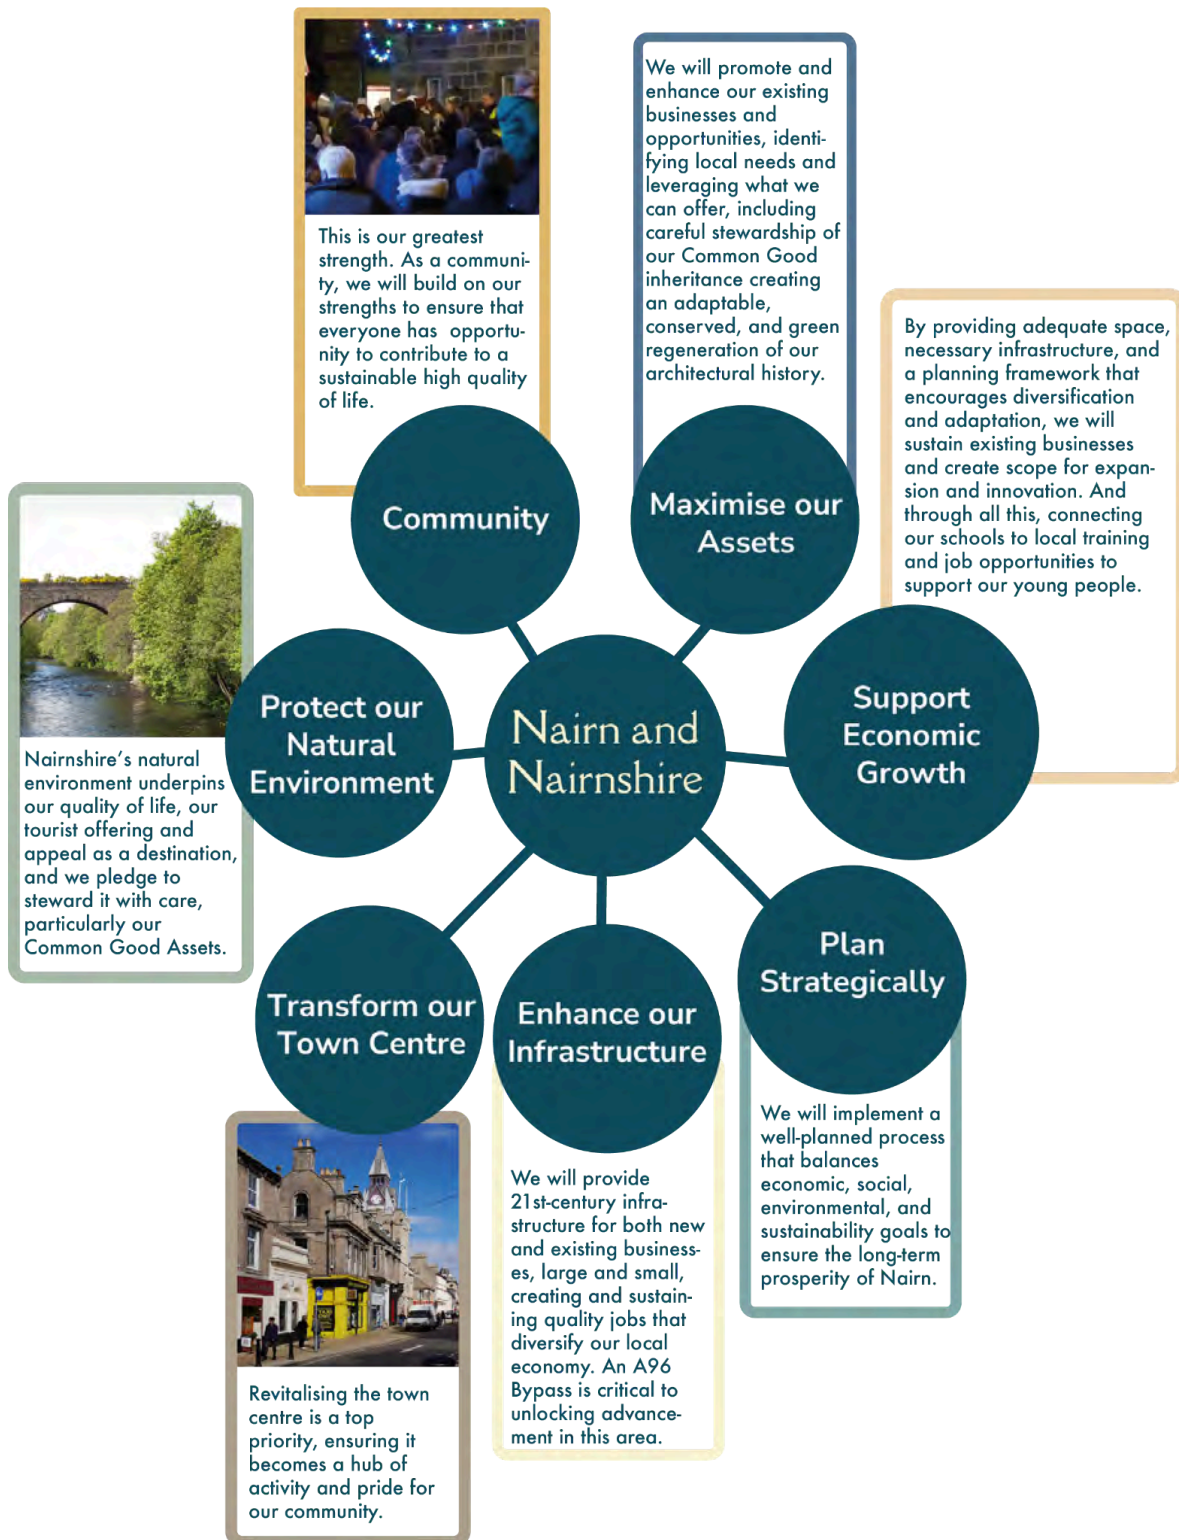 This is our greatest
strength. As a communi-
ty, we will build on our
strengths to ensure that
everyone has opportu-
nity to contribute to a
sustainable high quality
of life.
Community
We will promote and
enhance our existing
businesses and
opportunities, identi-
fying local needs and
leveraging what we
can offer, including
careful stewardship of
our Common Good
inheritance creating
an adaptable,
conserved, and green
regeneration of our
architectural history.
Maximise our
Assets
By providing adequate space,
necessary infrastructure, and
a planning framework that
encourages diversification
and adaptation, we will
sustain existing businesses
and create scope for expan-
sion and innovation. And
through all this, connecting
our schools to local training
and job opportunities to
support our young people.
Support
Economic
Growth
Nairn and
Nairnshire
Protect our
Natural
Environment
Nairnshire's natural
environment underpins
our quality of life, our
tourist offering and
appeal as a destination,
and we pledge to
steward it with care,
particularly our
Common Good Assets.
Plan
Strategically
We will implement a
well-planned process
that balances
economic, social,
environmental, and
sustainability goals to
ensure the long-term
prosperity of Nairn.
Enhance our
Infrastructure
We will provide
21st-century infra-
structure for both new
and existing business-
es, large and small,
creating and sustain-
ing quality jobs that
diversify our local
economy. An A96
Bypass is critical to
unlocking advance-
ment in this area.
Transform our
Town Centre
Revitalising the town
centre is a top
priority, ensuring it
becomes a hub of
activity and pride for
our community.